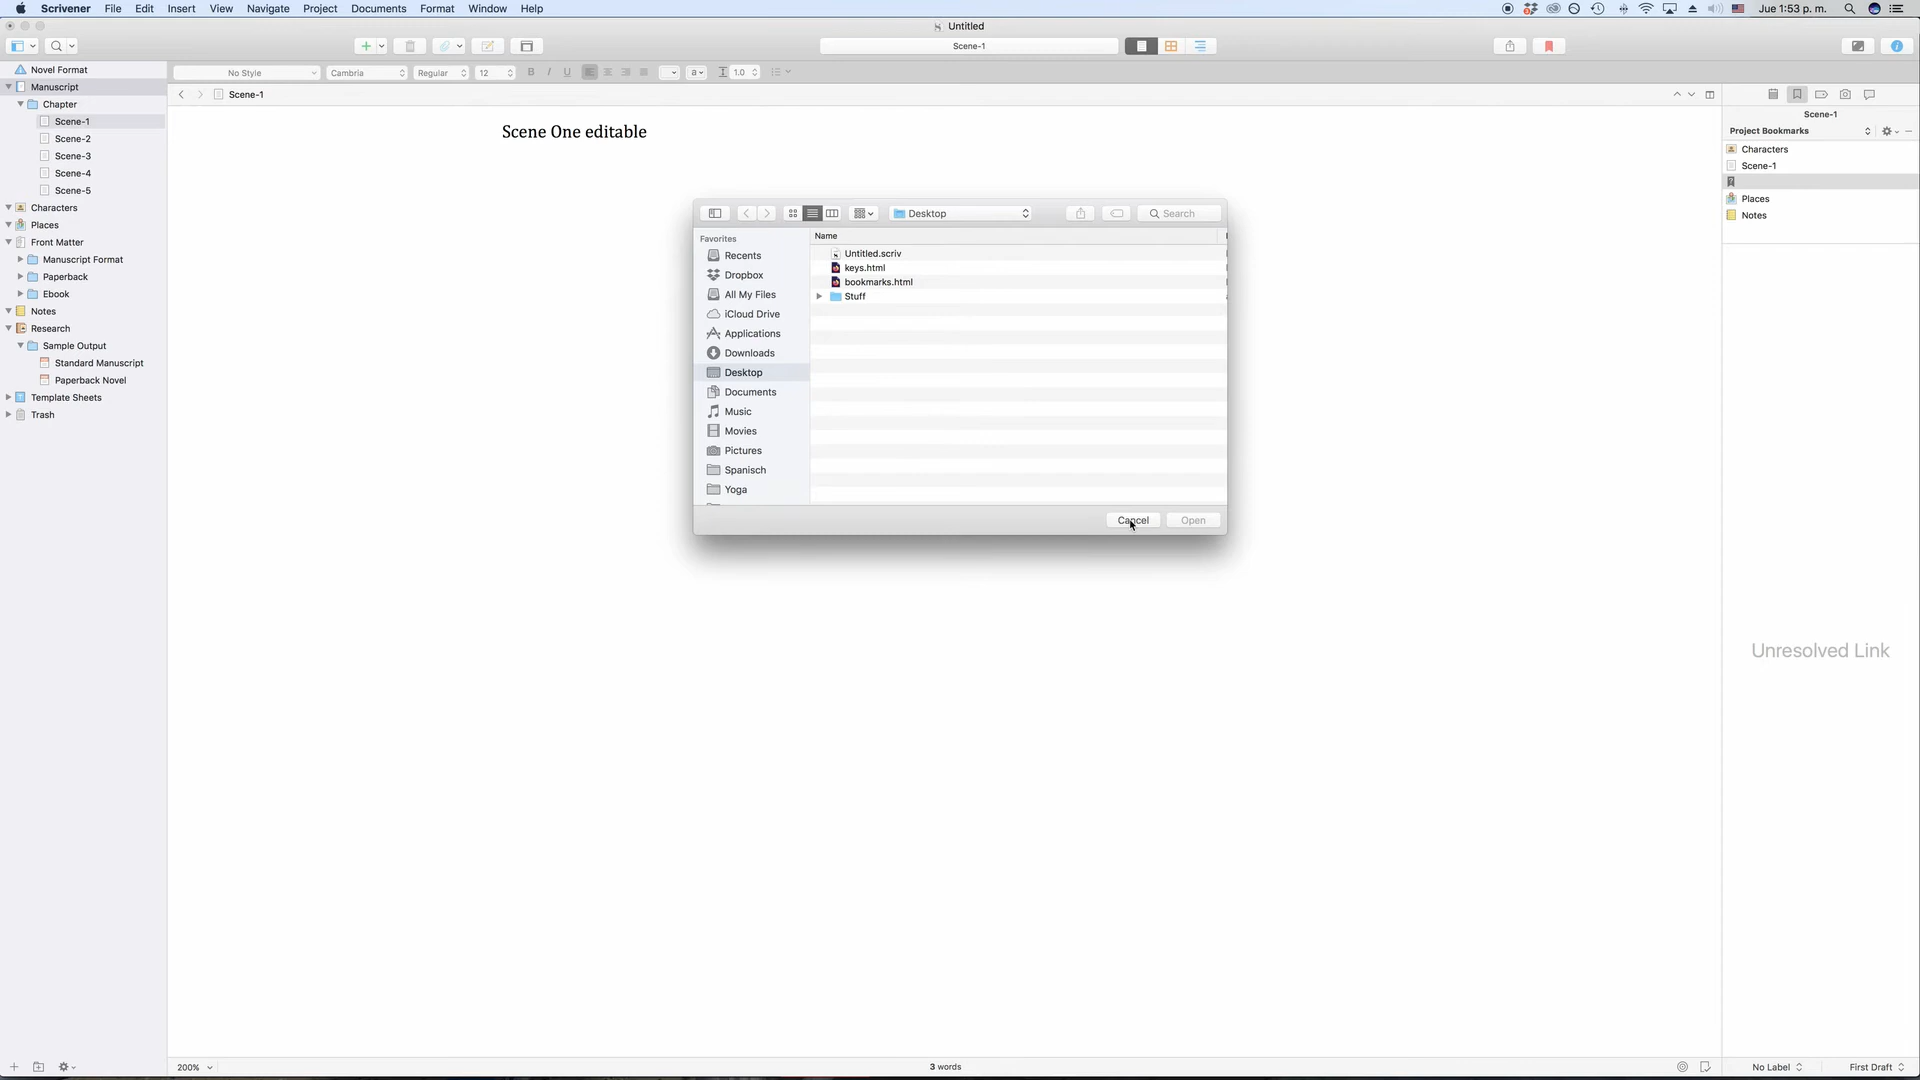 Scrivener File Edit Insert View Navigate Project Documents Format Window Help Jue 1:53 p. m.
Untitled
Scene-1
No Style Cambria Regular 12 B I U a 1.0
Novel Format
Manuscript
Chapter
Scene-1
Scene-2
Scene-3
Scene-4
Scene-5
Characters
Places
Front Matter
Manuscript Format
Paperback
Ebook
Notes
Research
Sample Output
Standard Manuscript
Paperback Novel
Template Sheets
Trash
Scene-1
Scene One editable
Desktop
Search
Favorites
Recents
Dropbox
All My Files
iCloud Drive
Applications
Downloads
Desktop
Documents
Music
Movies
Pictures
Spanisch
Yoga
Name
Untitled.scriv
keys.html
bookmarks.html
Stuff
Cancel Open
Scene-1
Project Bookmarks
Characters
Scene-1
Places
Notes
Unresolved Link
200%
3 words
No Label
First Draft